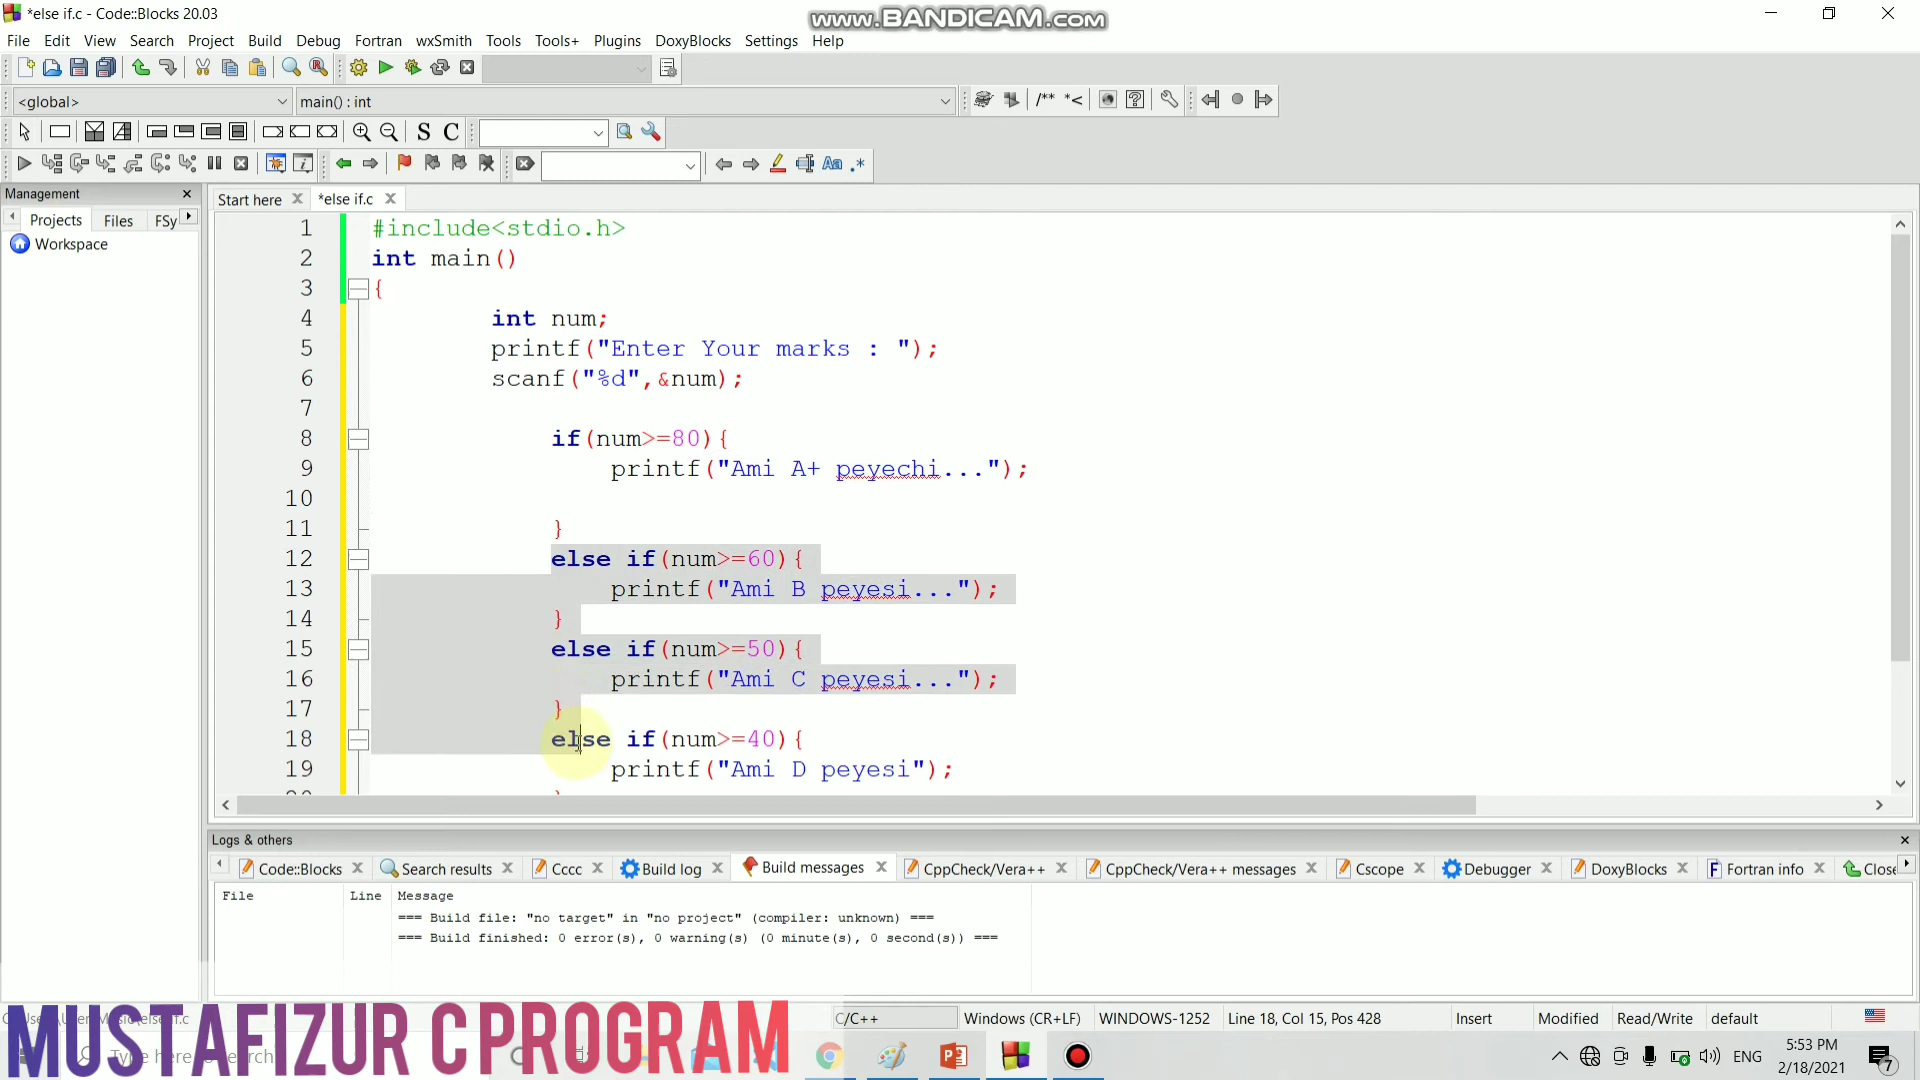 *else if.c - Code::Blocks 20.03
www.BANDICAM.com
File Edit View Search Project Build Debug Fortran wxSmith Tools Tools+ Plugins DoxyBlocks Settings Help
<global> main() : int /** *<
S C
Aa .*
Management
Start here *else if.c
Projects Files FSy
Workspace
1 #include<stdio.h>
2 int main()
3 {
4 int num;
5 printf("Enter Your marks : ");
6 scanf("%d",&num);
7
8 if(num>=80){
9 printf("Ami A+ peyechi...");
10
11 }
12 else if(num>=60){
13 printf("Ami B peyesi...");
14 }
15 else if(num>=50){
16 printf("Ami C peyesi...");
17 }
18 else if(num>=40){
19 printf("Ami D peyesi");
Logs & others
Code::Blocks Search results Cccc Build log Build messages CppCheck/Vera++ CppCheck/Vera++ messages Cscope Debugger DoxyBlocks Fortran info Close
File Line Message
=== Build file: "no target" in "no project" (compiler: unknown) ===
=== Build finished: 0 error(s), 0 warning(s) (0 minute(s), 0 second(s)) ===
C/C++ Windows (CR+LF) WINDOWS-1252 Line 18, Col 15, Pos 428 Insert Modified Read/Write default
MUSTAFIZUR C PROGRAM
Type here to search
ENG 5:53 PM
2/18/2021
7